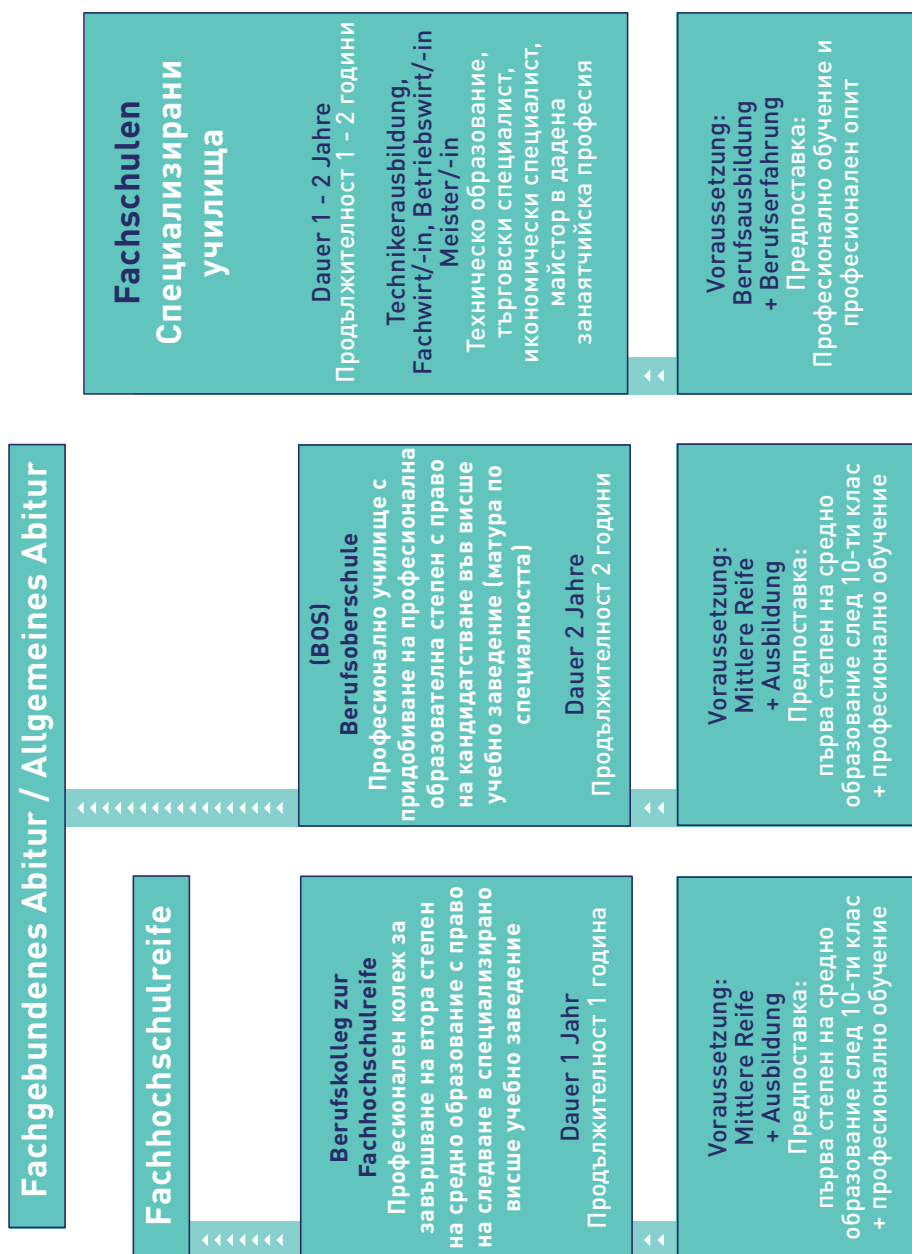 Fachgebundenes Abitur / Allgemeines Abitur
Fachhochschulreife
Berufskolleg zur
Fachhochschulreife
Професионален колеж за
завършване на втора степен
на средно образование с право
на следване в специализирано
висше учебно заведение
Dauer 1 Jahr
Продължителност 1 година
Voraussetzung:
Mittlere Reife
+ Ausbildung
Предпоставка:
първа степен на средно
образование след 10-ти клас
+ професионално обучение
(BOS)
Berufsoberschule
Професионално училище с
придобиване на професионална
образователна степен с право
на кандидатстване във висше
учебно заведение (матура по
специалността)
Dauer 2 Jahre
Продължителност 2 години
Voraussetzung:
Mittlere Reife
+ Ausbildung
Предпоставка:
първа степен на средно
образование след 10-ти клас
+ професионално обучение
Fachschulen
Специализирани
училища
Dauer 1 - 2 Jahre
Продължителност 1 - 2 години
Technikerausbildung,
Fachwirt/-in, Betriebswirt/-in
Meister/-in
Техническо образование,
търговски специалист,
икономически специалист,
майстор в дадена
занаятчийска професия
Voraussetzung:
Berufsausbildung
+ Berufserfahrung
Предпоставка:
Професионално обучение и
професионален опит